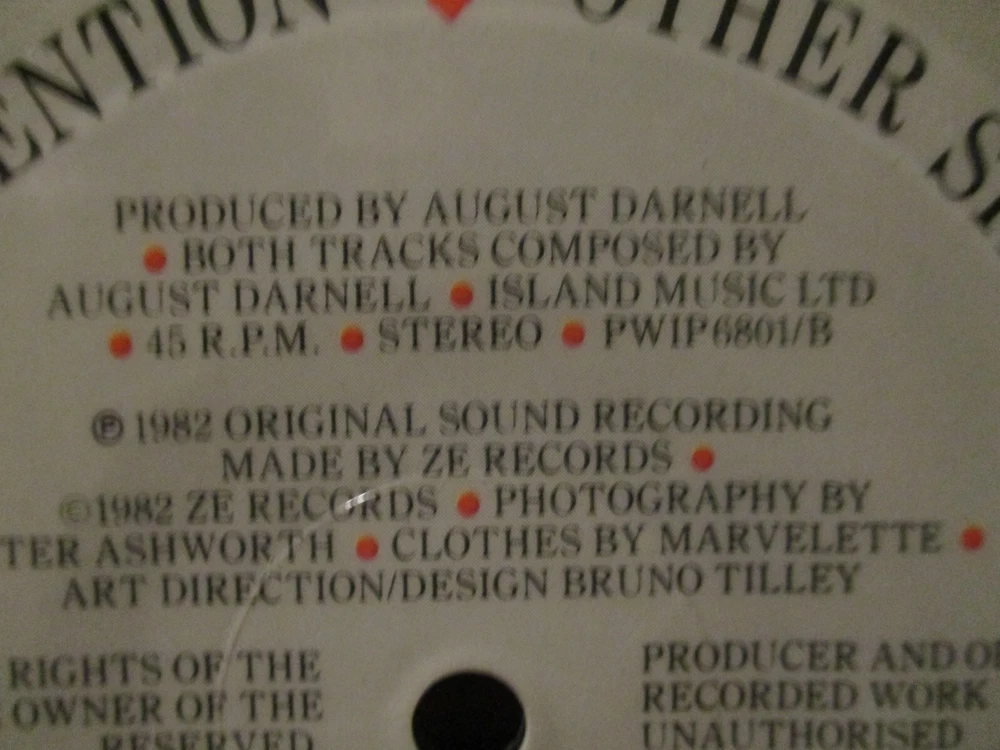 ENTION OTHER S
PRODUCED BY AUGUST DARNELL
● BOTH TRACKS COMPOSED BY
AUGUST DARNELL ● ISLAND MUSIC LTD
● 45 R.P.M. ● STEREO ● PWIP6801/B
℗ 1982 ORIGINAL SOUND RECORDING
MADE BY ZE RECORDS ●
©1982 ZE RECORDS ● PHOTOGRAPHY BY
TER ASHWORTH ● CLOTHES BY MARVELETTE ●
ART DIRECTION/DESIGN BRUNO TILLEY
RIGHTS OF THE
OWNER OF THE
RESERVED
PRODUCER AND O
RECORDED WORK
UNAUTHORISED